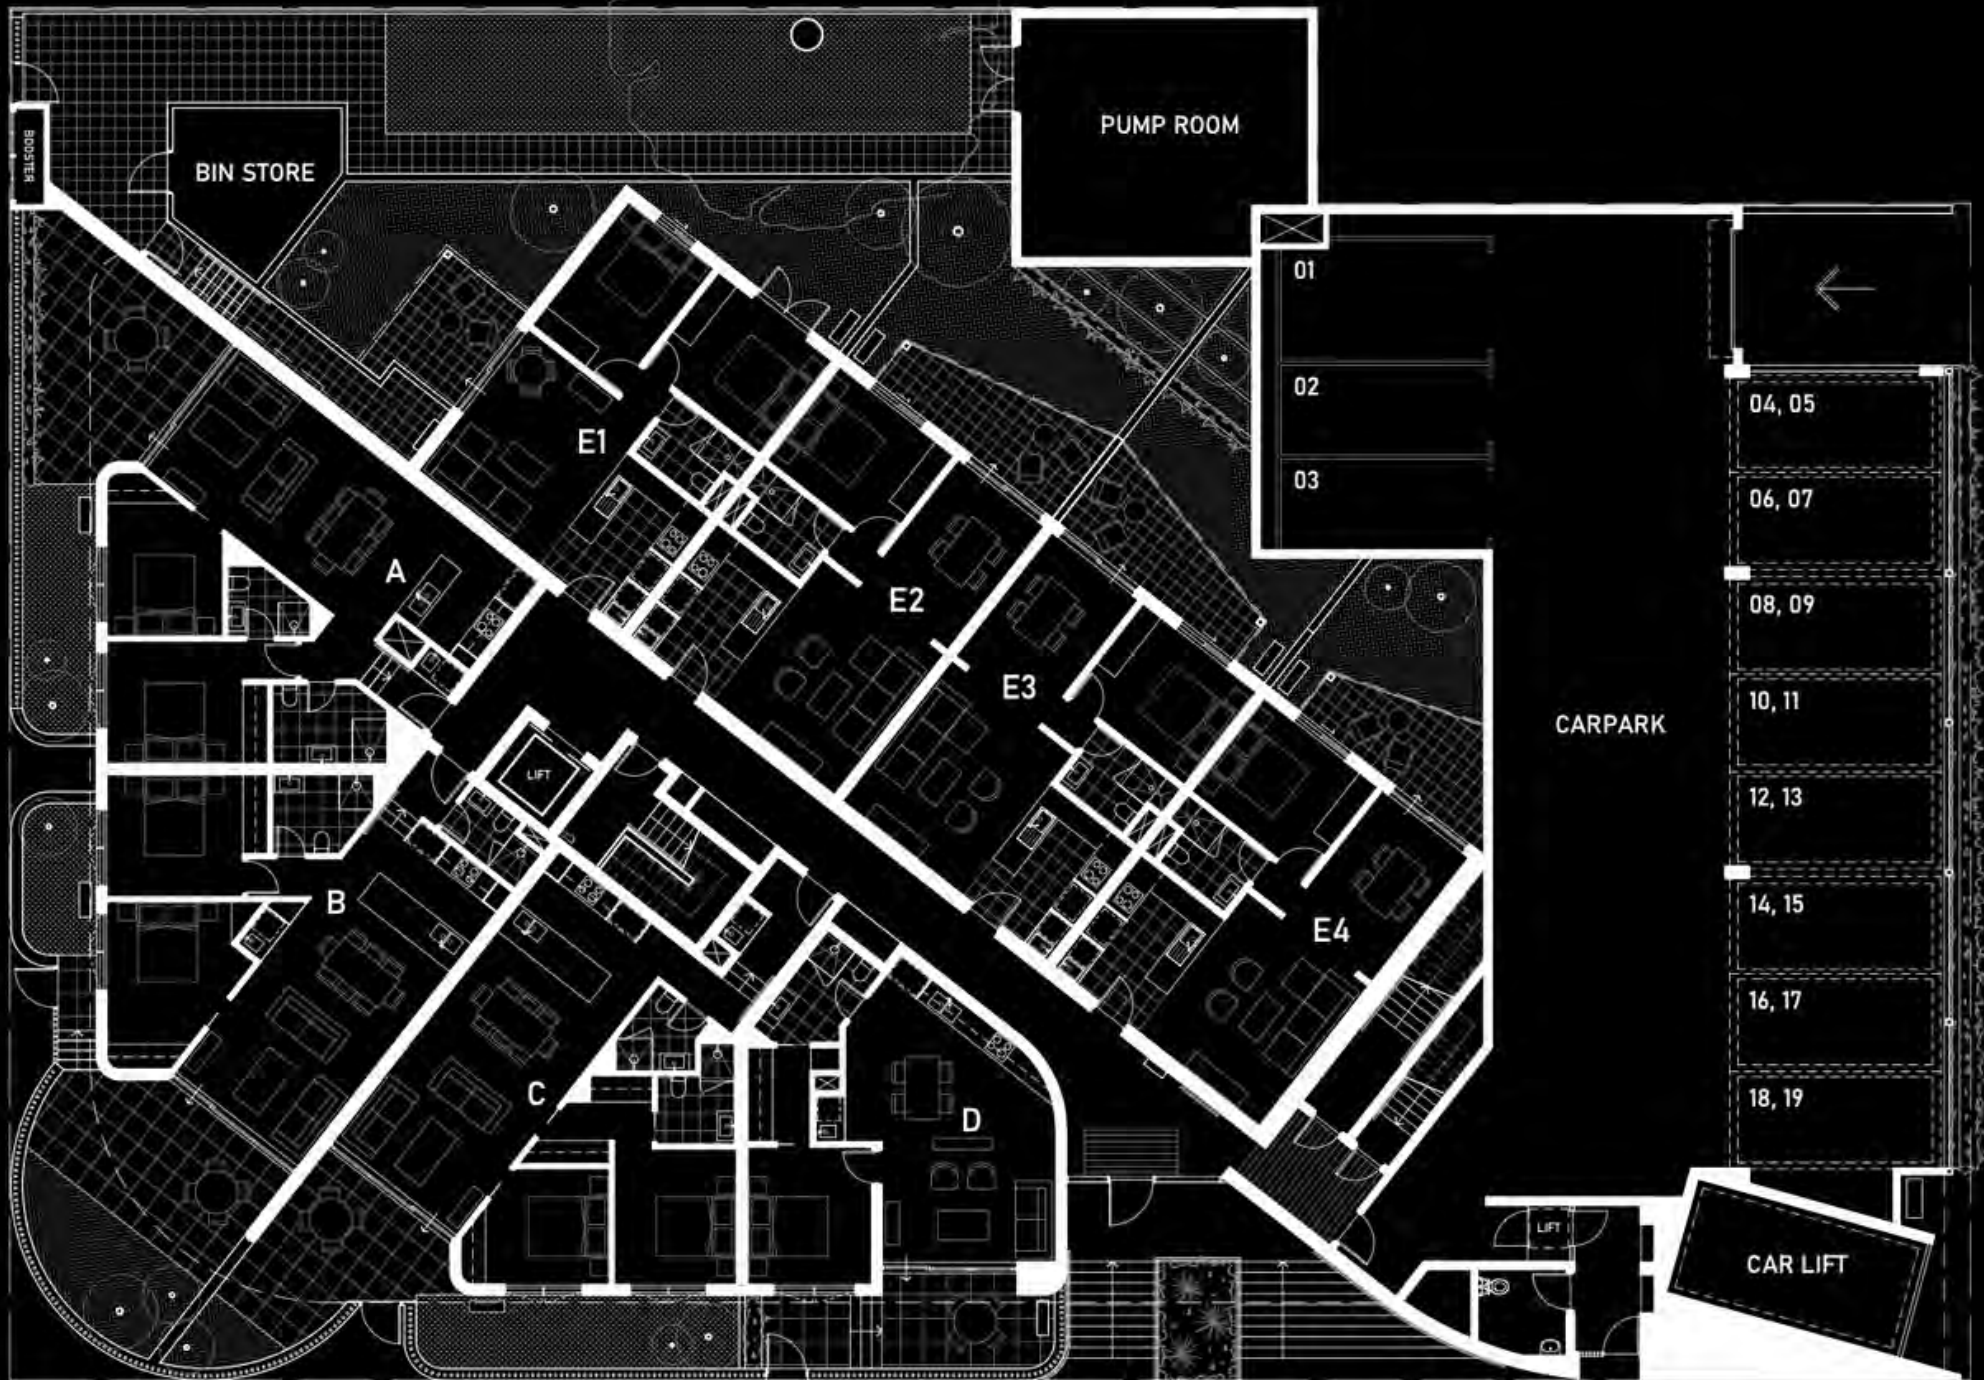 PUMP ROOM
BOOSTER
BIN STORE
01
02
03
04, 05
06, 07
08, 09
10, 11
12, 13
14, 15
16, 17
18, 19
E1
A
E2
E3
CARPARK
LIFT
B
E4
C
D
LIFT
CAR LIFT